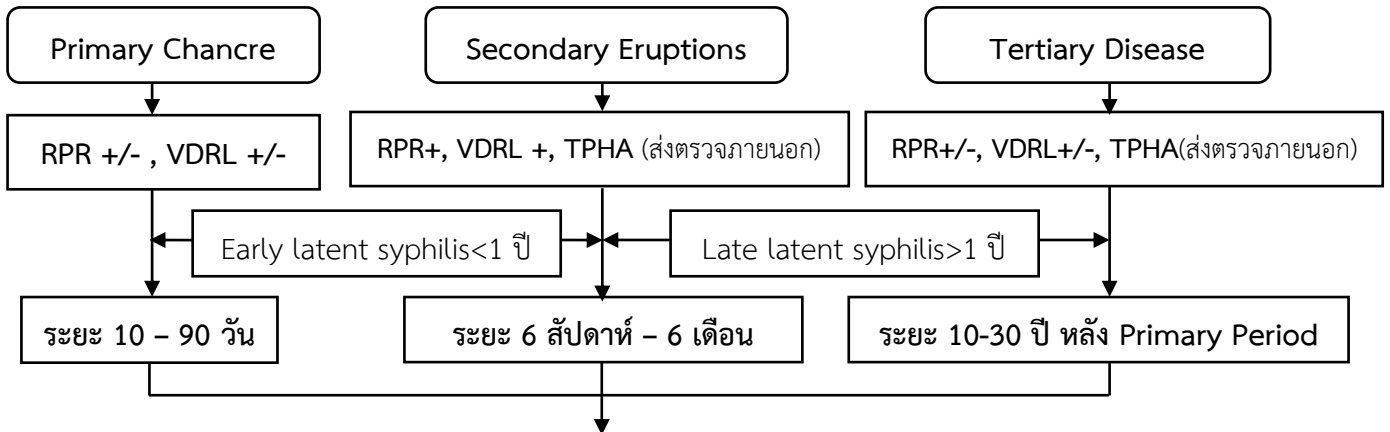 Primary Chancre
Secondary Eruptions
Tertiary Disease
RPR +/- , VDRL +/-
RPR+, VDRL +, TPHA (ส่งตรวจภายนอก)
RPR+/-, VDRL+/-, TPHA(ส่งตรวจภายนอก)
Early latent syphilis<1 ปี
Late latent syphilis>1 ปี
ระยะ 10 – 90 วัน
ระยะ 6 สัปดาห์ – 6 เดือน
ระยะ 10-30 ปี หลัง Primary Period